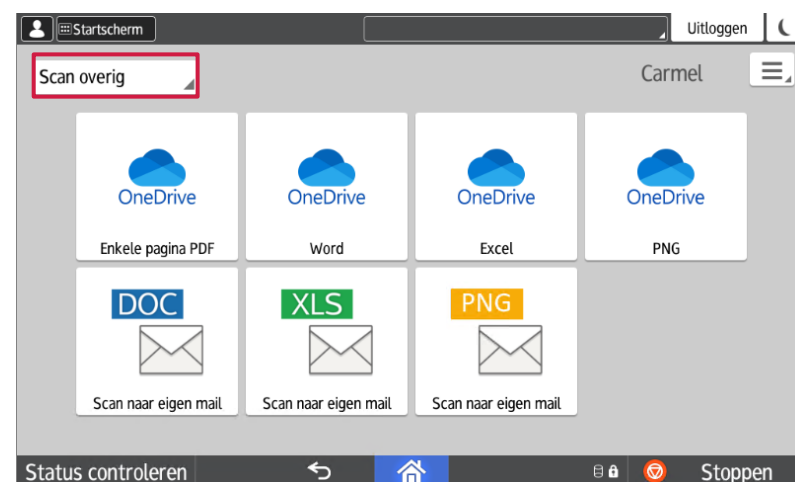 Startscherm
Uitloggen
Scan overig
Carmel
OneDrive
Enkele pagina PDF
OneDrive
Word
OneDrive
Excel
OneDrive
PNG
DOC
Scan naar eigen mail
XLS
Scan naar eigen mail
PNG
Scan naar eigen mail
Status controleren
Stoppen